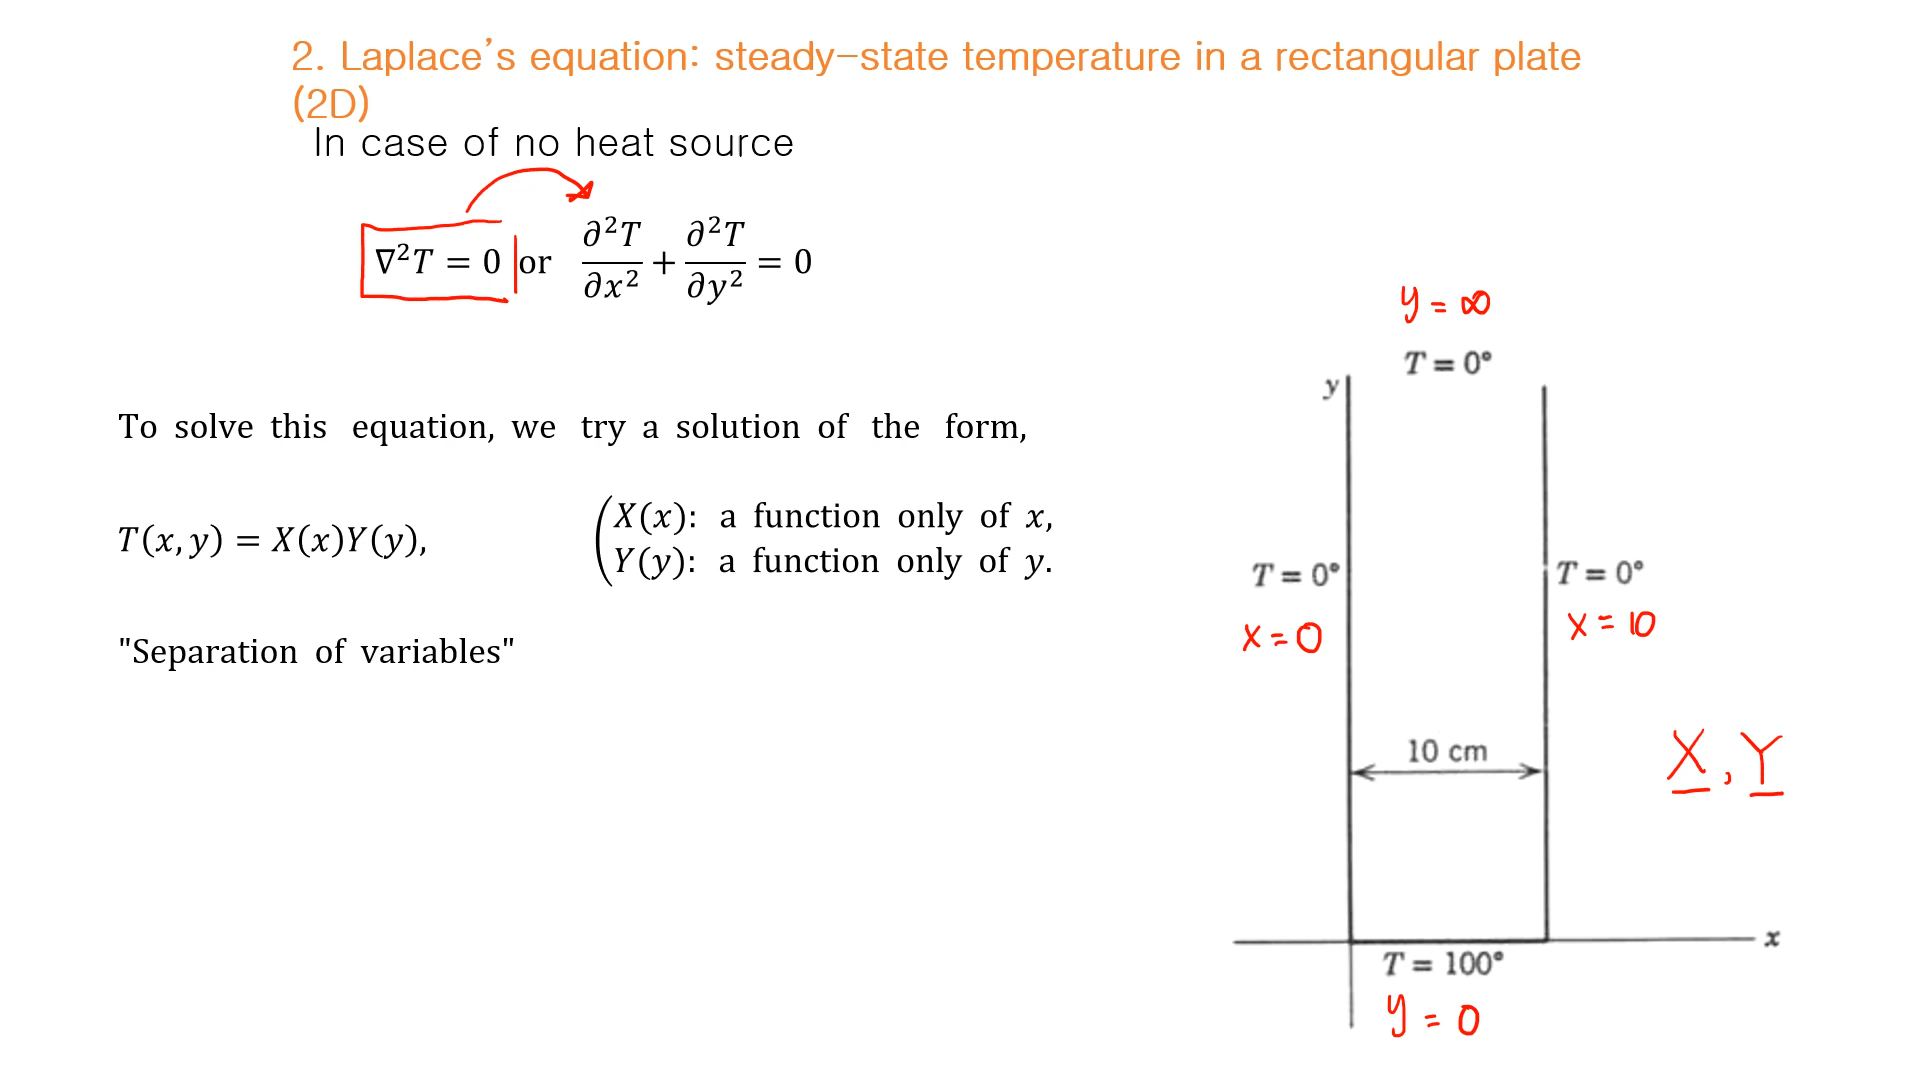 2. Laplace's equation: steady-state temperature in a rectangular plate
(2D)
In case of no heat source
∇²T = 0 or ∂²T/∂x² + ∂²T/∂y² = 0
To solve this equation, we try a solution of the form,
T(x, y) = X(x)Y(y),
X(x): a function only of x,
Y(y): a function only of y.
"Separation of variables"
y = ∞
T = 0°
y
T = 0°
T = 0°
x = 0
x = 10
X, Y
10 cm
x
T = 100°
y = 0